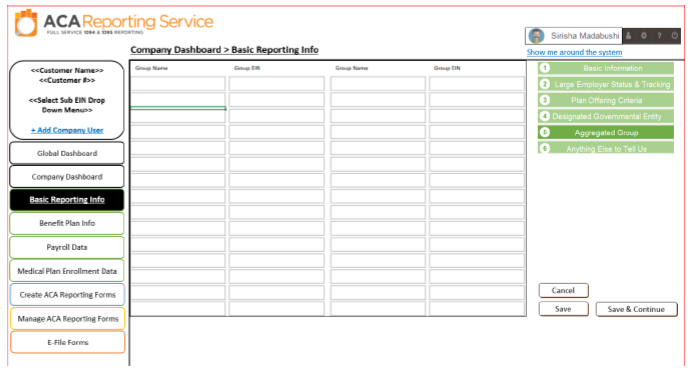 ACA Reporting Service
FULL SERVICE 1094 & 1095 REPORTING
Sirisha Madabushi
Company Dashboard > Basic Reporting Info
Show me around the system
<<Customer Name>>
<<Customer #>>
<<Select Sub EIN Drop
Down Menu>>
+ Add Company User
Global Dashboard
Company Dashboard
Basic Reporting Info
Benefit Plan Info
Payroll Data
Medical Plan Enrollment Data
Create ACA Reporting Forms
Manage ACA Reporting Forms
E-File Forms
Group Name Group EIN Group Name Group EIN
1 Basic Information
2 Large Employer Status & Tracking
3 Plan Offering Criteria
4 Designated Governmental Entity
5 Aggregated Group
6 Anything Else to Tell Us
Cancel
Save Save & Continue